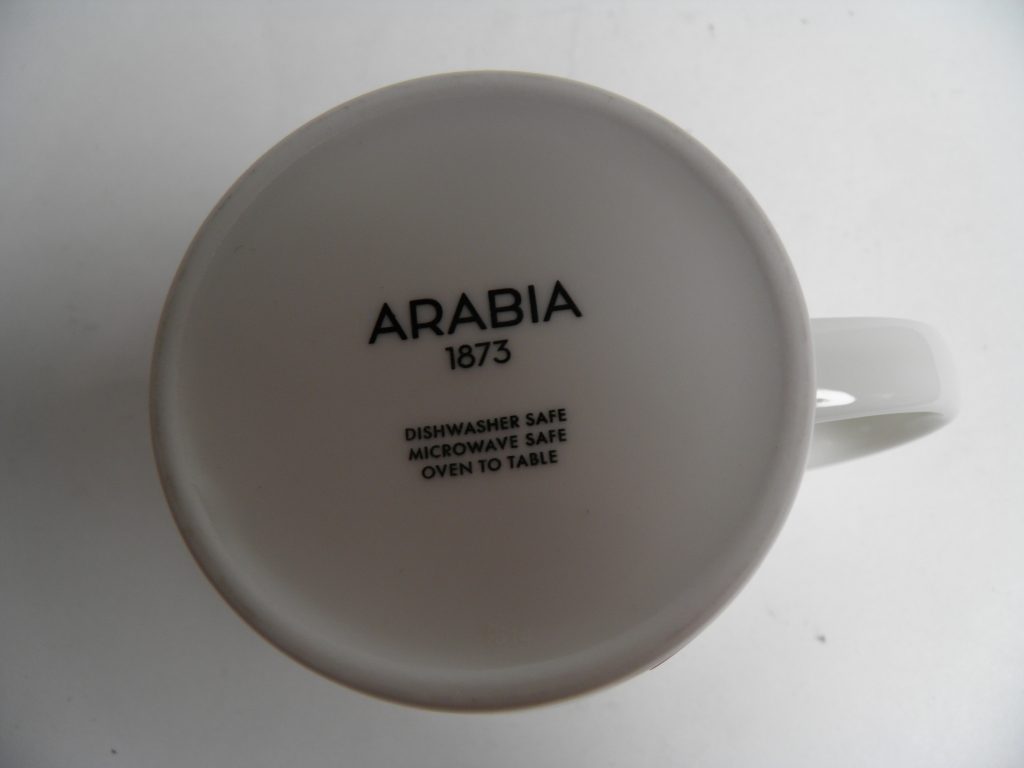 ARABIA
1873
DISHWASHER SAFE
MICROWAVE SAFE
OVEN TO TABLE